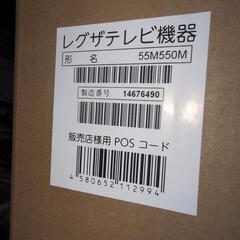 レグザテレビ機器
形 名 55M550M
製造番号 14676490
販売店様用 POS コード
4580652112994